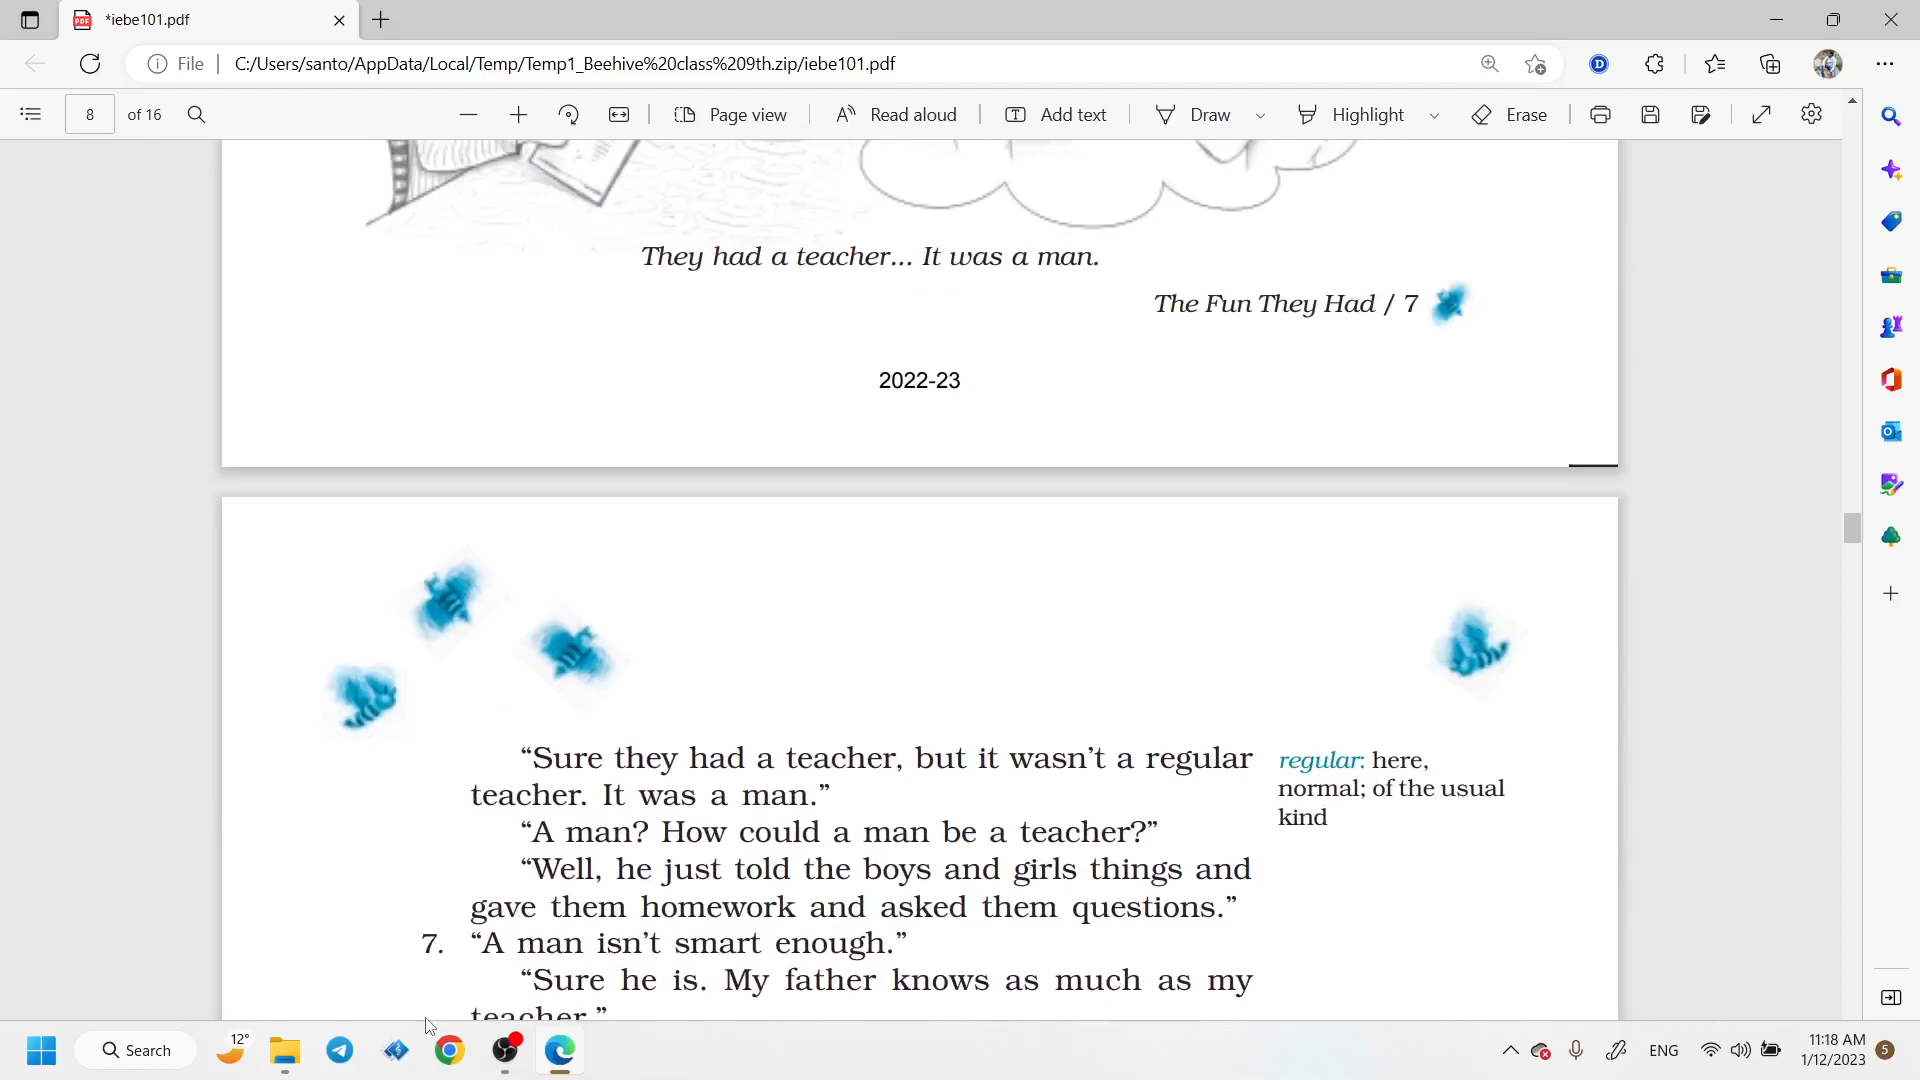 *iebe101.pdf
File
C:/Users/santo/AppData/Local/Temp/Temp1_Beehive%20class%209th.zip/iebe101.pdf
8 of 16
Page view
Read aloud
Add text
Draw
Highlight
Erase
They had a teacher... It was a man.
The Fun They Had / 7
2022-23
“Sure they had a teacher, but it wasn’t a regular
teacher. It was a man.”
“A man? How could a man be a teacher?”
“Well, he just told the boys and girls things and
gave them homework and asked them questions.”
7. “A man isn’t smart enough.”
“Sure he is. My father knows as much as my
teacher.”
regular: here,
normal; of the usual
kind
Search
12°
ENG
11:18 AM
1/12/2023
5